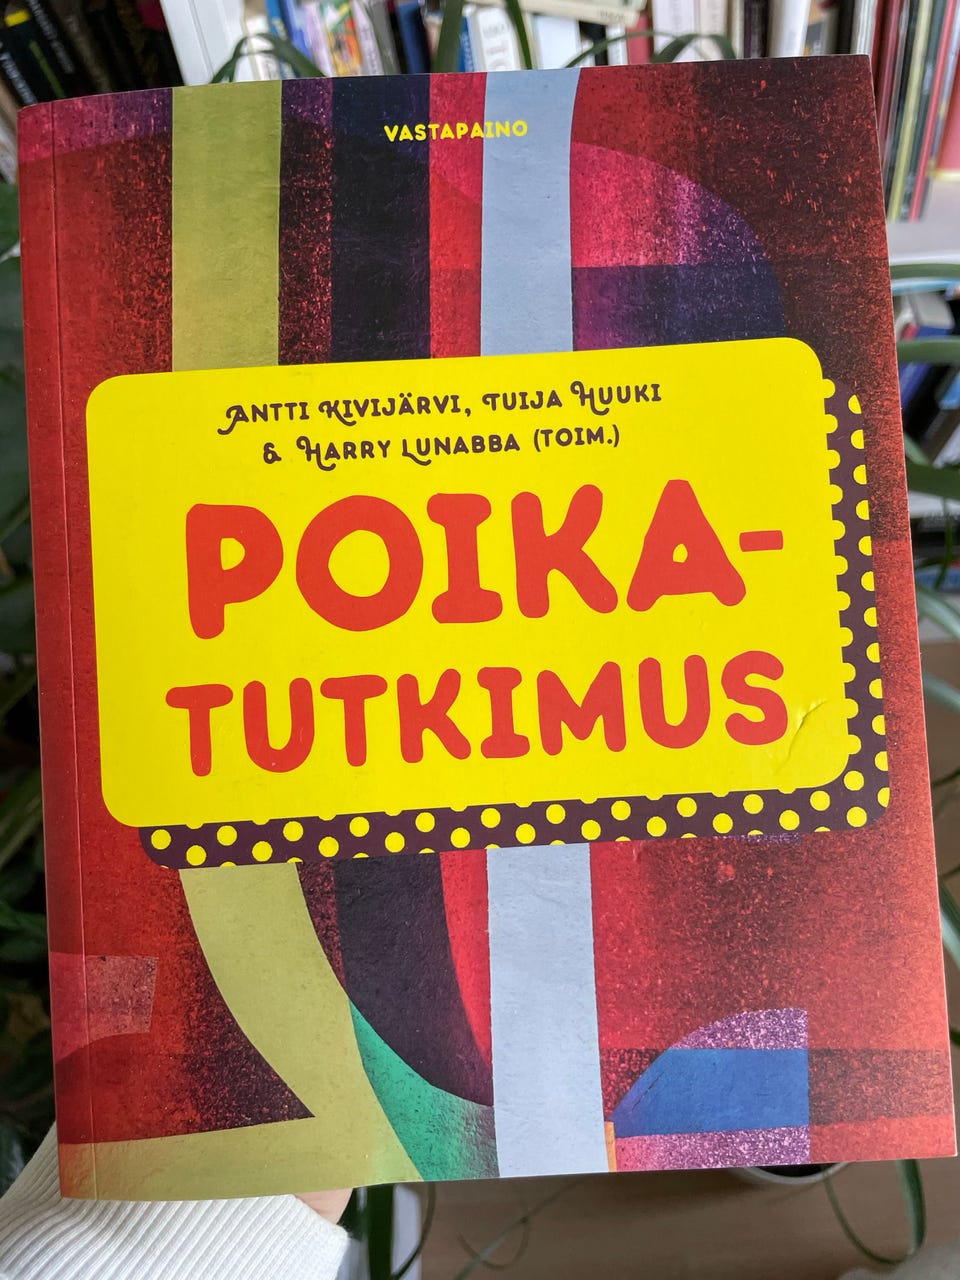 VASTAPAINO
ANTTI KIVIJÄRVI, TUIJA HUUKI
& HARRY LUNABBA (TOIM.)
POIKA-
TUTKIMUS